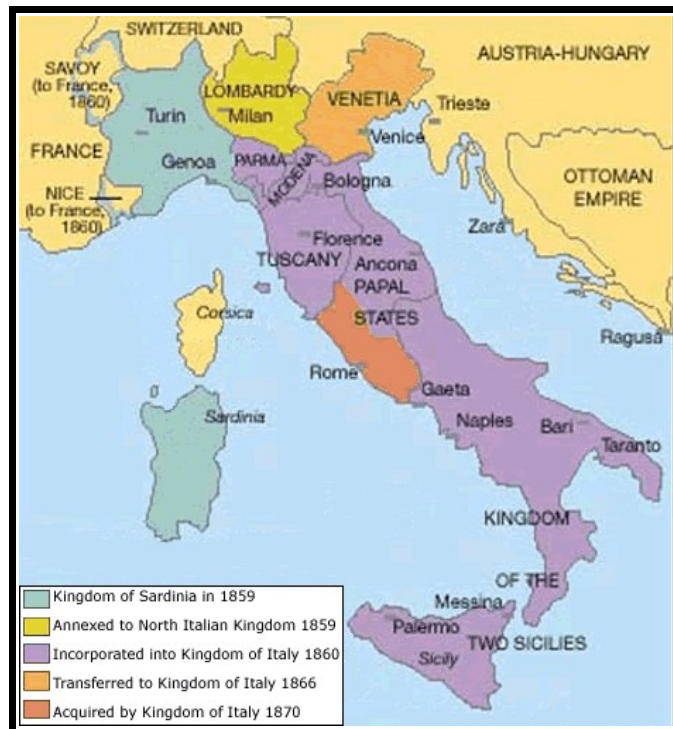 SWITZERLAND
AUSTRIA-HUNGARY
SAVOY
(to France,
1860)
LOMBARDY
Milan
VENETIA
Trieste
Turin
Venice
FRANCE
Genoa
PARMA
MODENA
Bologna
OTTOMAN
EMPIRE
NICE
(to France,
1860)
Zara
Florence
TUSCANY
Ancona
PAPAL
STATES
Corsica
Ragusa
Rome
Gaeta
Sardinia
Naples
Bari
Taranto
KINGDOM
OF THE
Messina
Palermo
TWO SICILIES
Sicily
Kingdom of Sardinia in 1859
Annexed to North Italian Kingdom 1859
Incorporated into Kingdom of Italy 1860
Transferred to Kingdom of Italy 1866
Acquired by Kingdom of Italy 1870